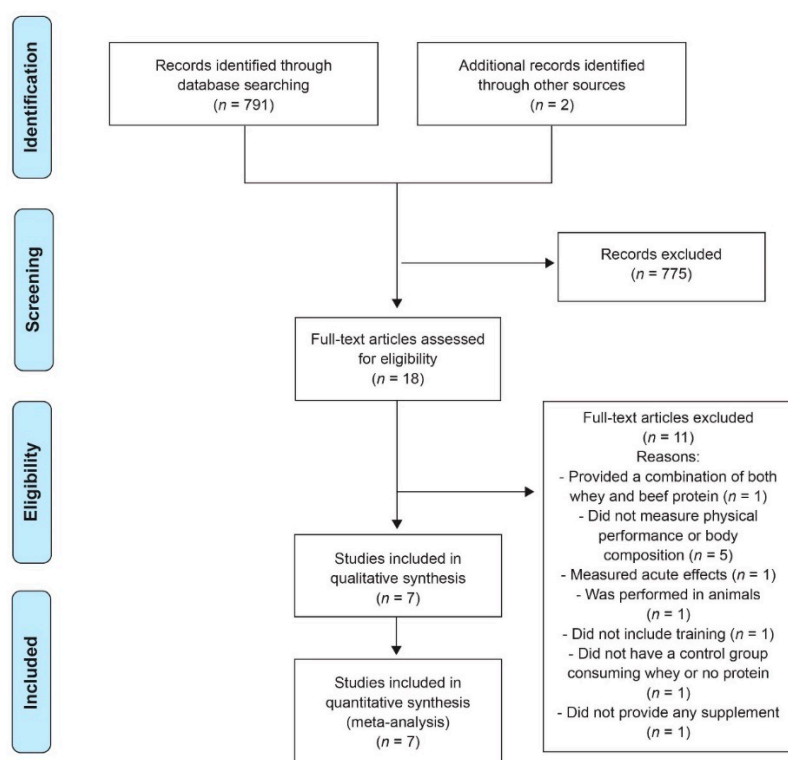 Identification
Records identified through
database searching
(n = 791)
Additional records identified
through other sources
(n = 2)
Screening
Records excluded
(n = 775)
Full-text articles assessed
for eligibility
(n = 18)
Eligibility
Full-text articles excluded
(n = 11)
Reasons:
- Provided a combination of both
whey and beef protein (n = 1)
- Did not measure physical
performance or body
composition (n = 5)
- Measured acute effects (n = 1)
- Was performed in animals
(n = 1)
- Did not include training (n = 1)
- Did not have a control group
consuming whey or no protein
(n = 1)
- Did not provide any supplement
(n = 1)
Studies included in
qualitative synthesis
(n = 7)
Included
Studies included in
quantitative synthesis
(meta-analysis)
(n = 7)